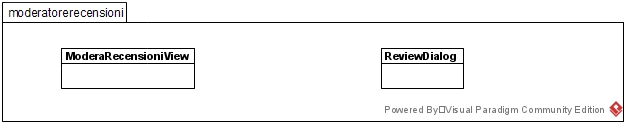 moderatorerecensioni
ModeraRecensioniView
ReviewDialog
Powered By□Visual Paradigm Community Edition